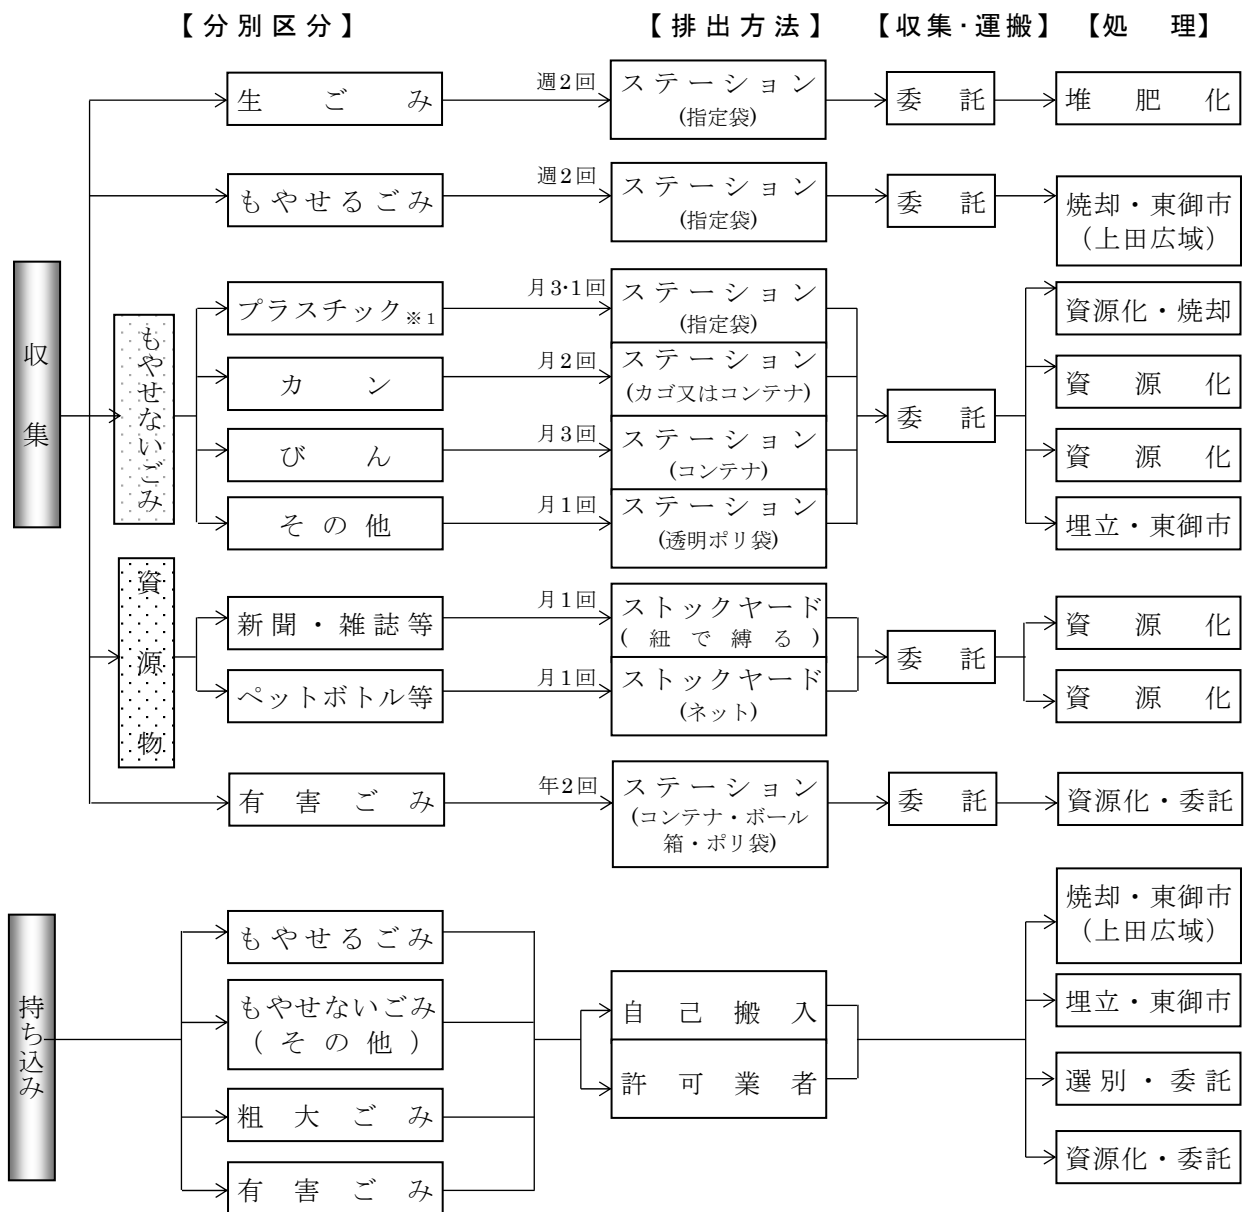 【分別区分】 【排出方法】 【収集・運搬】 【処　理】
収集
生ごみ
週2回
ステーション
(指定袋)
委託
堆肥化
もやせるごみ
週2回
ステーション
(指定袋)
委託
焼却・東御市
（上田広域）
もやせないごみ
プラスチック※1
月3・1回
ステーション
(指定袋)
資源化・焼却
カン
月2回
ステーション
(カゴ又はコンテナ)
資源化
委託
びん
月3回
ステーション
(コンテナ)
資源化
その他
月1回
ステーション
(透明ポリ袋)
埋立・東御市
資源物
新聞・雑誌等
月1回
ストックヤード
(紐で縛る)
資源化
委託
ペットボトル等
月1回
ストックヤード
(ネット)
資源化
有害ごみ
年2回
ステーション
(コンテナ・ボール
箱・ポリ袋)
委託
資源化・委託
持ち込み
もやせるごみ
もやせないごみ
(その他)
粗大ごみ
有害ごみ
自己搬入
許可業者
焼却・東御市
（上田広域）
埋立・東御市
選別・委託
資源化・委託